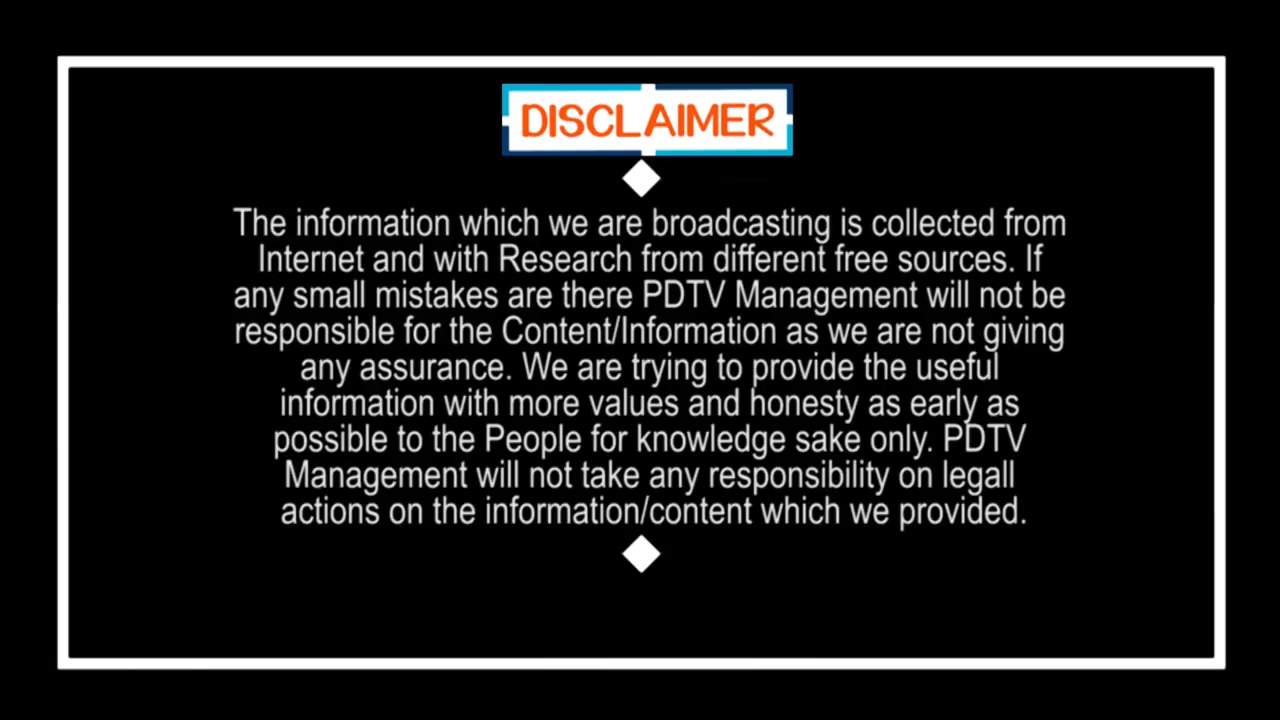 DISCLAIMER
The information which we are broadcasting is collected from
Internet and with Research from different free sources. If
any small mistakes are there PDTV Management will not be
responsible for the Content/Information as we are not giving
any assurance. We are trying to provide the useful
information with more values and honesty as early as
possible to the People for knowledge sake only. PDTV
Management will not take any responsibility on legall
actions on the information/content which we provided.